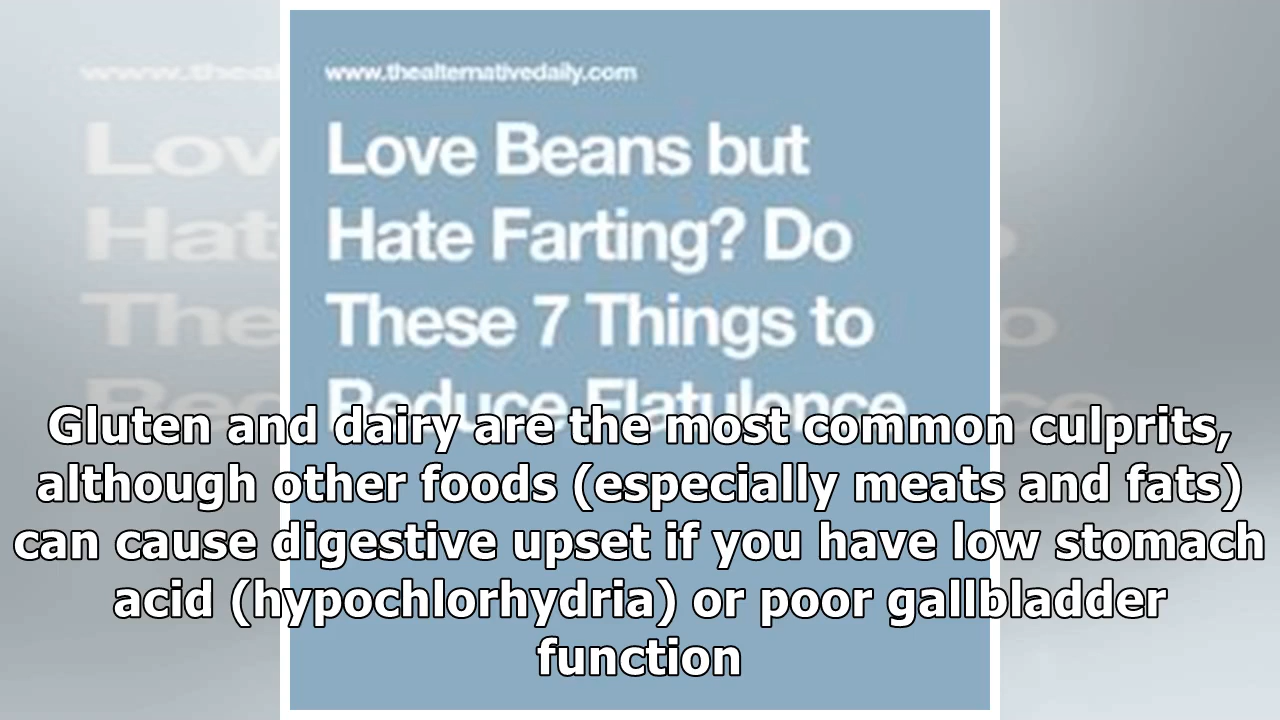 www.thealternativedaily.com
Love Beans but
Hate Farting? Do
These 7 Things to
Reduce Flatulence
Gluten and dairy are the most common culprits,
although other foods (especially meats and fats)
can cause digestive upset if you have low stomach
acid (hypochlorhydria) or poor gallbladder
function